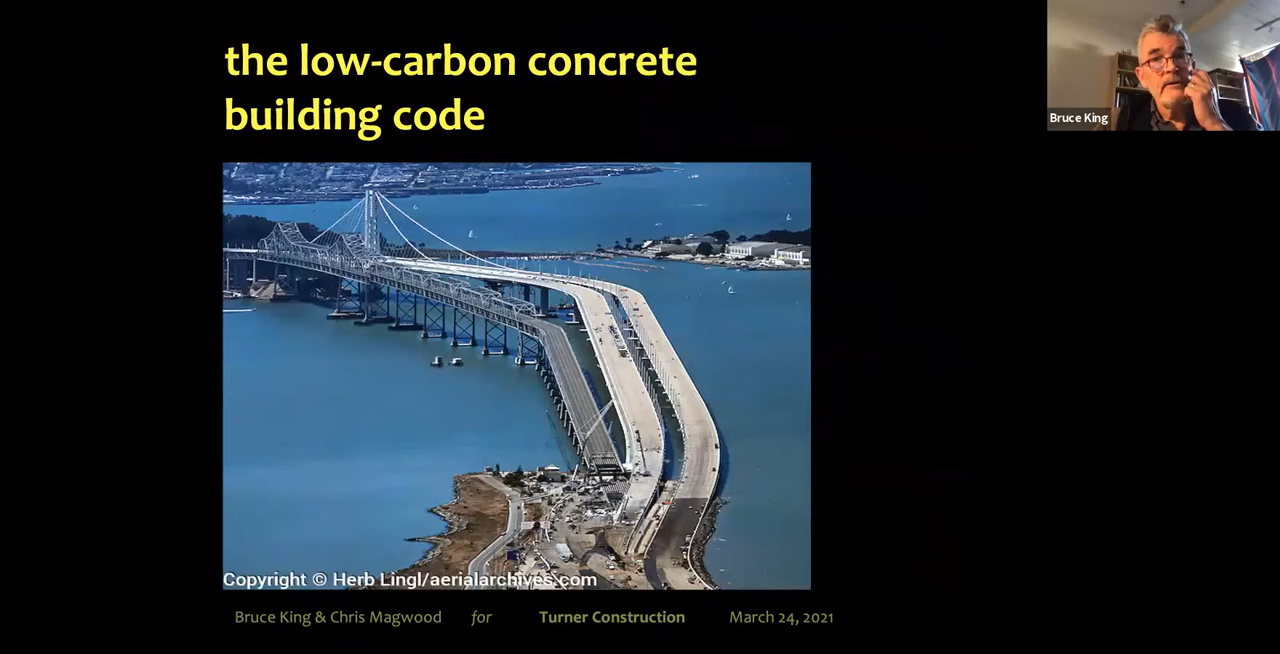 the low-carbon concrete
building code
Bruce King
Copyright © Herb Lingl/aerialarchives.com
Bruce King & Chris Magwood for Turner Construction March 24, 2021